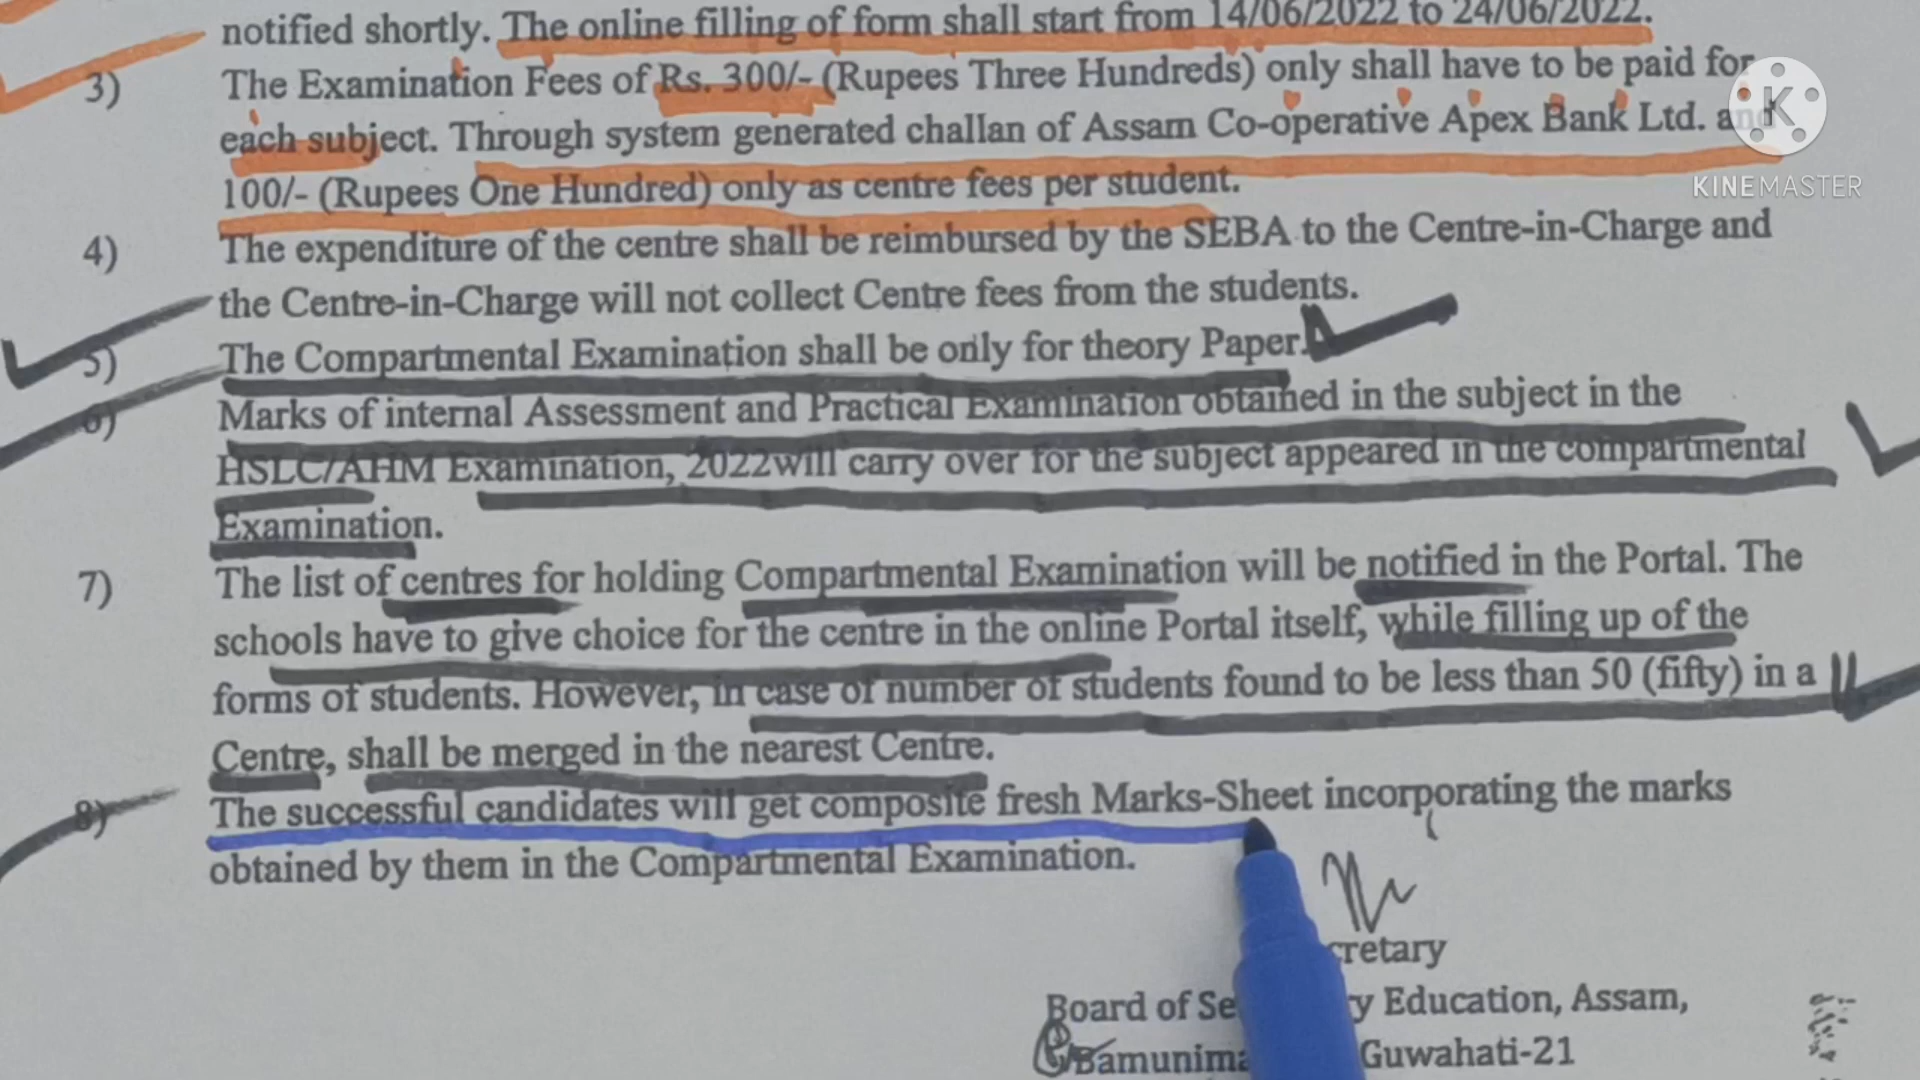 notified shortly. The online filling of form shall start from 14/06/2022 to 24/06/2022.
3) The Examination Fees of Rs. 300/- (Rupees Three Hundreds) only shall have to be paid for
each subject. Through system generated challan of Assam Co-operative Apex Bank Ltd. and
100/- (Rupees One Hundred) only as centre fees per student.
4) The expenditure of the centre shall be reimbursed by the SEBA to the Centre-in-Charge and
the Centre-in-Charge will not collect Centre fees from the students.
5) The Compartmental Examination shall be only for theory Paper.
6) Marks of internal Assessment and Practical Examination obtained in the subject in the
HSLC/AHM Examination, 2022will carry over for the subject appeared in the compartmental
Examination.
7) The list of centres for holding Compartmental Examination will be notified in the Portal. The
schools have to give choice for the centre in the online Portal itself, while filling up of the
forms of students. However, in case of number of students found to be less than 50 (fifty) in a
Centre, shall be merged in the nearest Centre.
8) The successful candidates will get composite fresh Marks-Sheet incorporating the marks
obtained by them in the Compartmental Examination.
cretary
Board of Se y Education, Assam,
Bamunima Guwahati-21
K
KINEMASTER